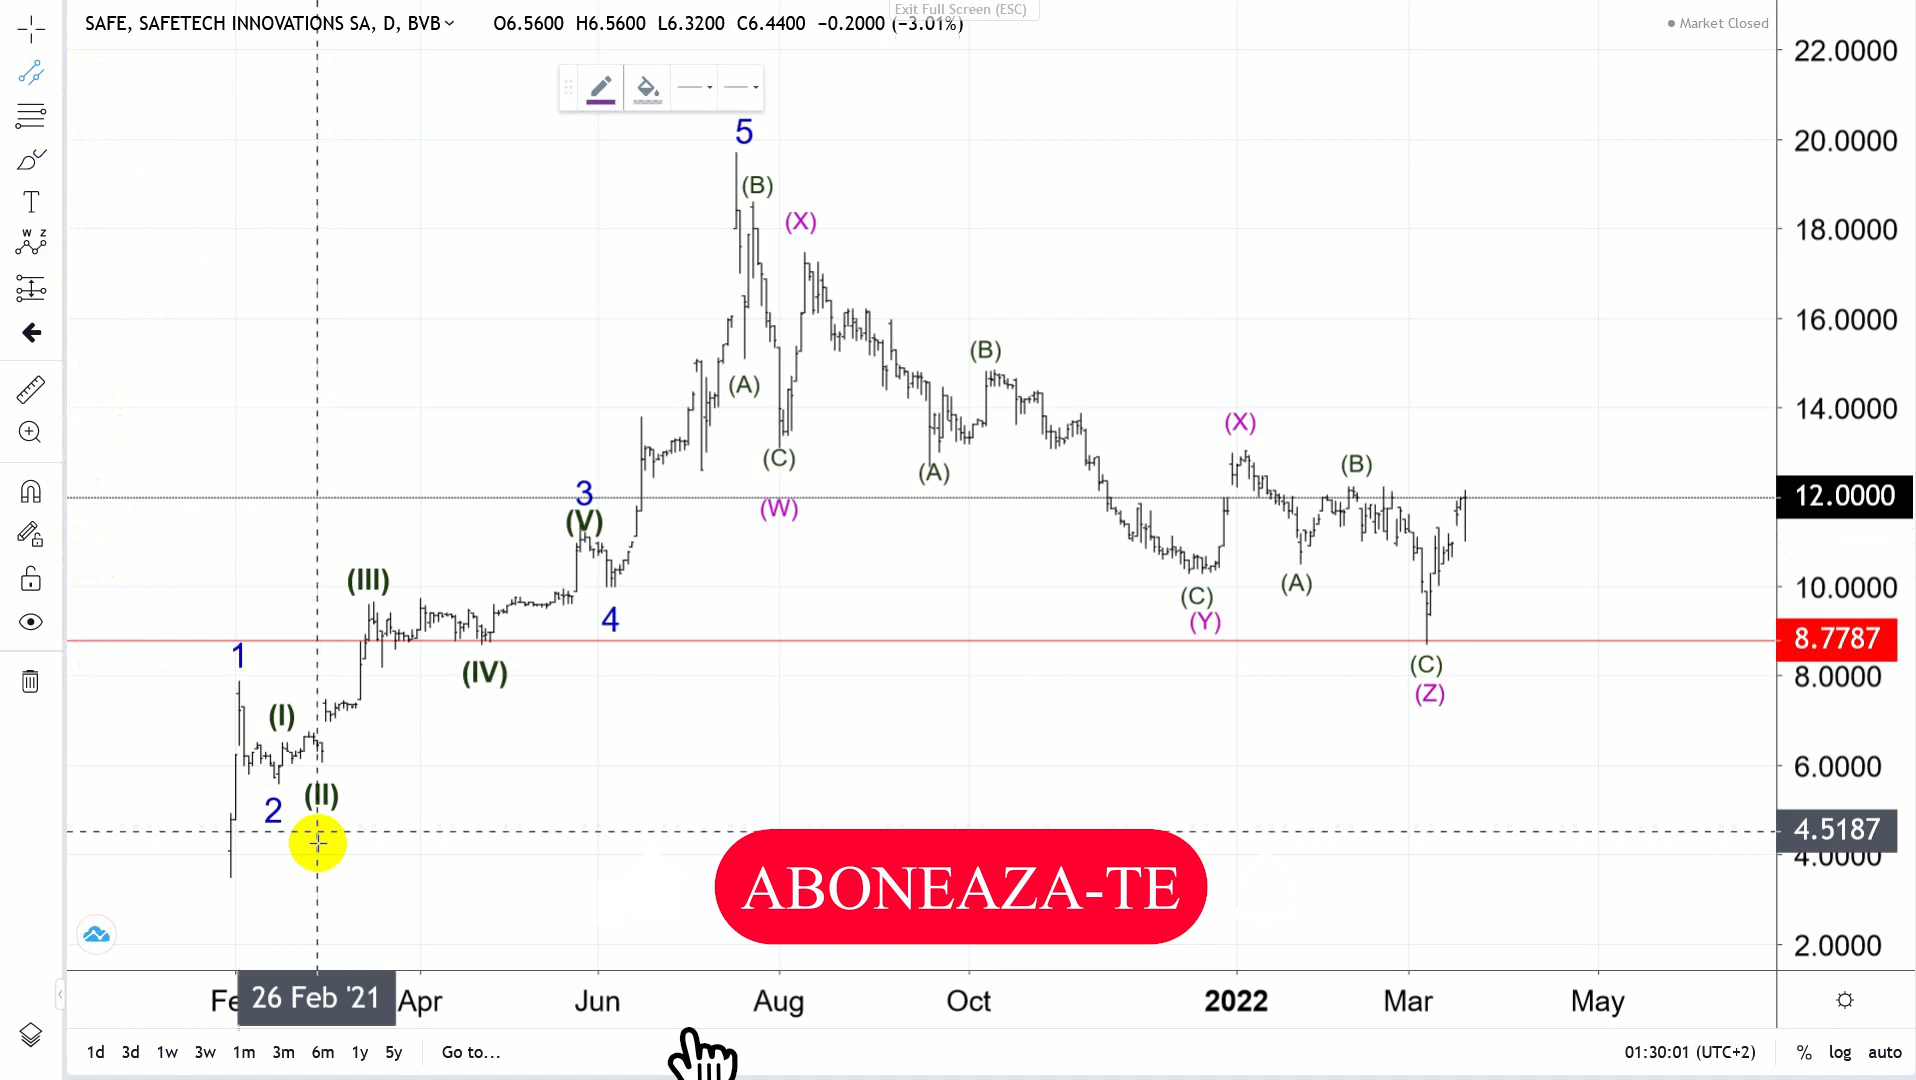 Exit Full Screen (ESC)
SAFE, SAFETECH INNOVATIONS SA, D, BVB O6.5600 H6.5600 L6.3200 C6.4400 −0.2000 (−3.01%)
Market Closed
22.0000
5
20.0000
(B)
(X)
18.0000
16.0000
(B)
(A)
14.0000
(X)
(C)
(A)
(B)
3
12.0000
(W)
(V)
(III)
(A)
10.0000
(C)
4
(Y)
8.7787
1
(C)
(IV)
8.0000
(Z)
(I)
6.0000
(II)
2
4.5187
4.0000
ABONEAZA-TE
2.0000
Fe 26 Feb '21 Apr Jun Aug Oct 2022 Mar May
1d 3d 1w 3w 1m 3m 6m 1y 5y Go to... 01:30:01 (UTC+2) % log auto
T
W Z